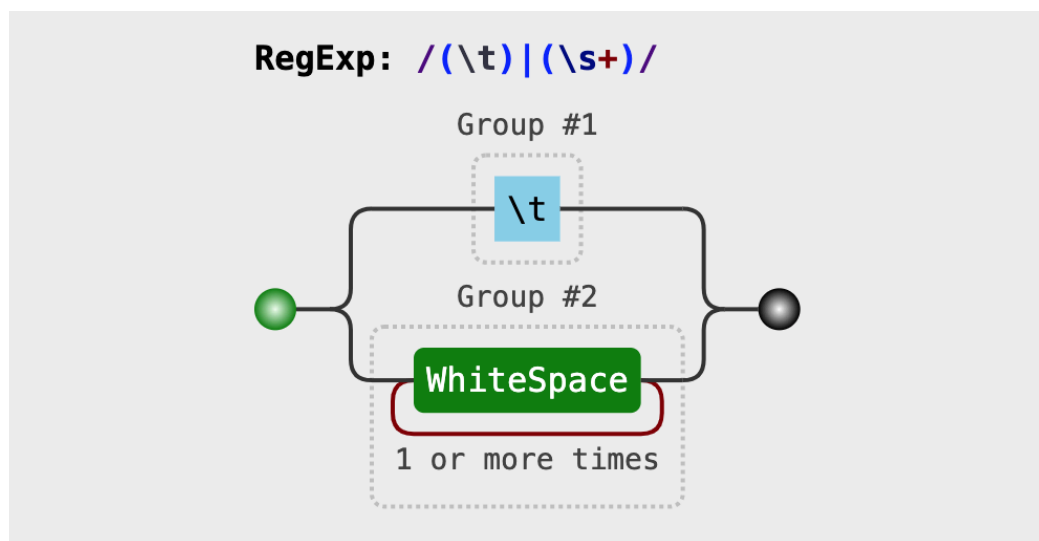 RegExp: /(\t)|(\s+)/
Group #1
\t
Group #2
WhiteSpace
1 or more times